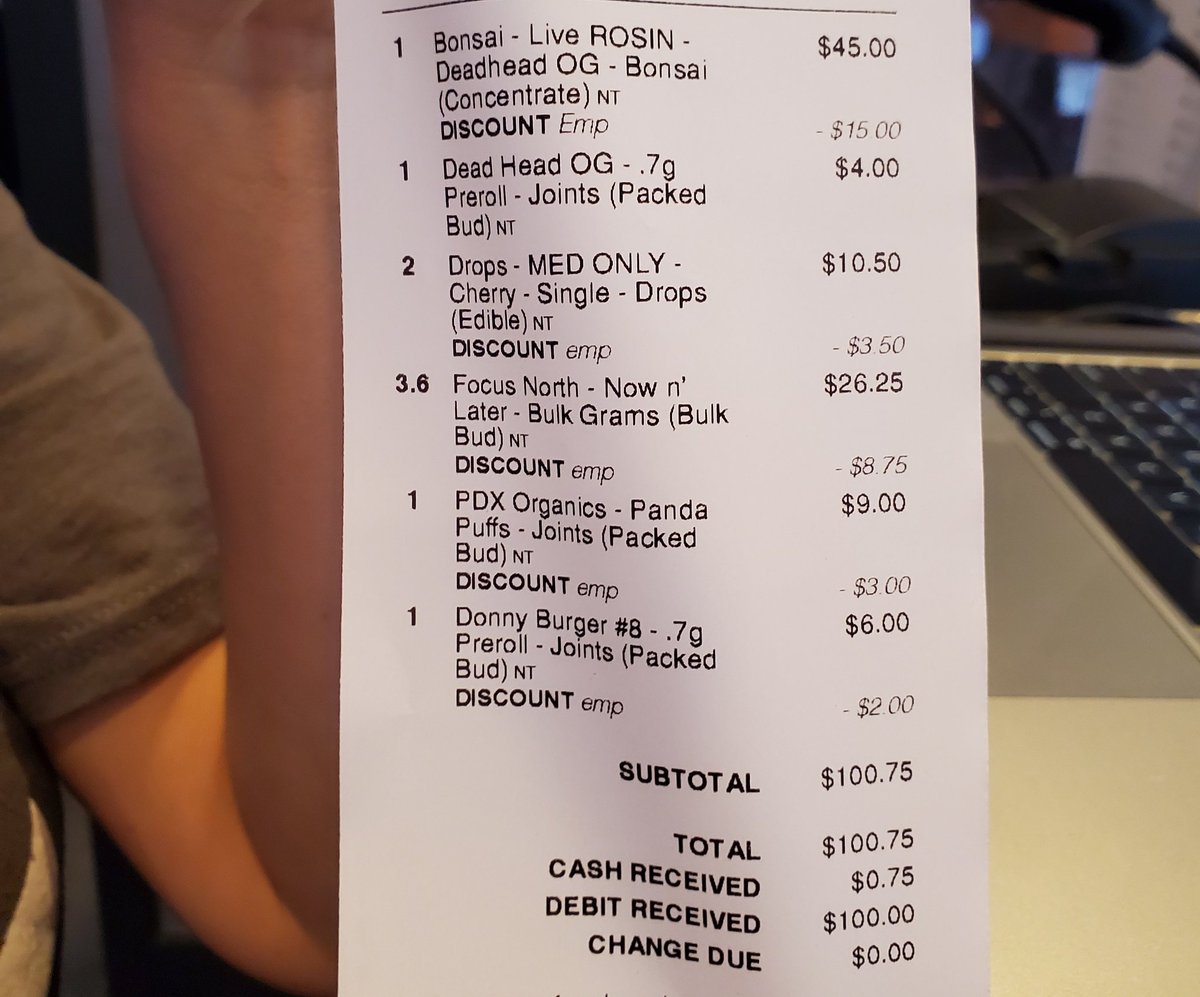 1 Bonsai - Live ROSIN - $45.00
Deadhead OG - Bonsai
(Concentrate) NT
DISCOUNT Emp - $15.00
1 Dead Head OG - .7g $4.00
Preroll - Joints (Packed
Bud) NT
2 Drops - MED ONLY - $10.50
Cherry - Single - Drops
(Edible) NT
DISCOUNT emp - $3.50
3.6 Focus North - Now n' $26.25
Later - Bulk Grams (Bulk
Bud) NT
DISCOUNT emp - $8.75
1 PDX Organics - Panda $9.00
Puffs - Joints (Packed
Bud) NT
DISCOUNT emp - $3.00
1 Donny Burger #8 - .7g $6.00
Preroll - Joints (Packed
Bud) NT
DISCOUNT emp - $2.00
SUBTOTAL $100.75
TOTAL $100.75
CASH RECEIVED $0.75
DEBIT RECEIVED $100.00
CHANGE DUE $0.00